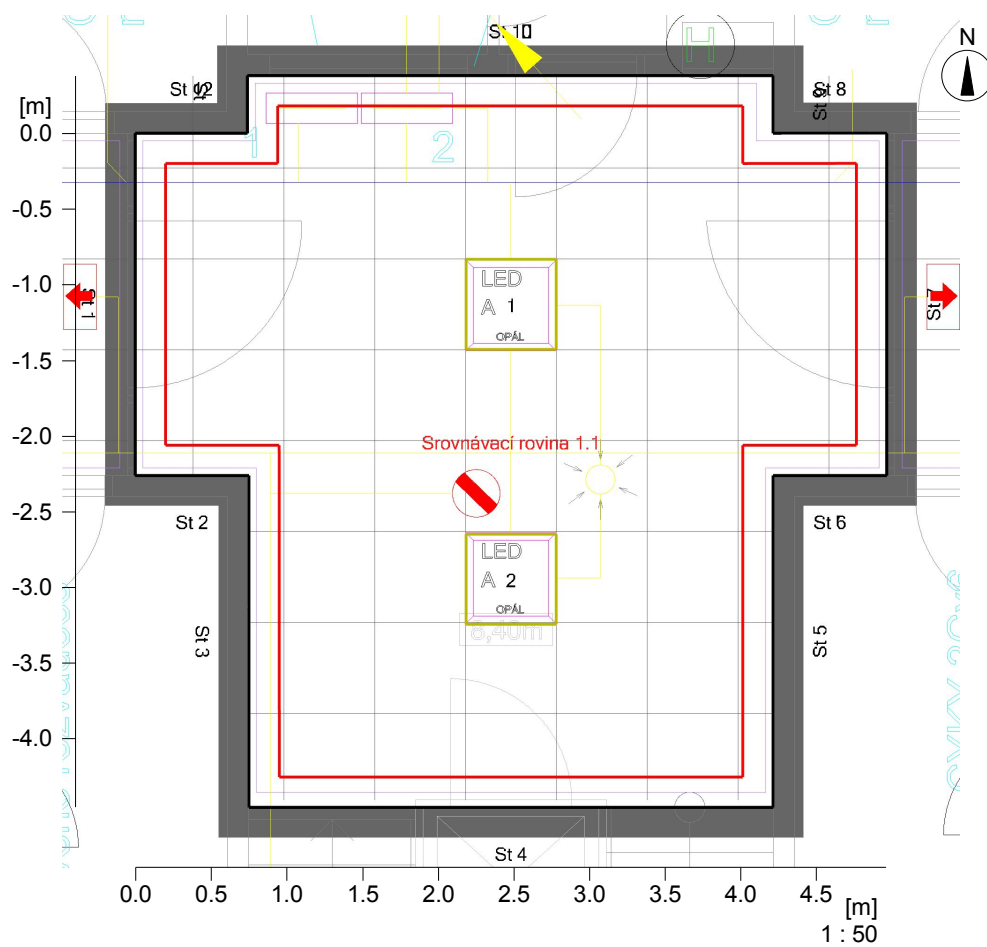 St 10
H
N
St 8
[m]
0.0
1
2
-0.5
LED
A 1
OPÁL
-1.0
St 1
St 7
-1.5
-2.0
Srovnávací rovina 1.1
-2.5
St 2
St 6
LED
A 2
OPÁL
-3.0
8,40m
-3.5
St 3
St 5
-4.0
St 4
0.0 0.5 1.0 1.5 2.0 2.5 3.0 3.5 4.0 4.5
[m]
1 : 50